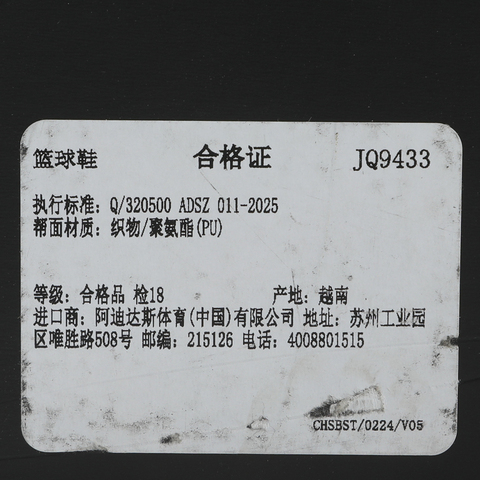 篮球鞋 合格证 JQ9433
执行标准: Q/320500 ADSZ 011-2025
帮面材质: 织物/聚氨酯(PU)
等级: 合格品 检18 产地: 越南
进口商: 阿迪达斯体育(中国)有限公司 地址: 苏州工业园
区唯胜路508号 邮编: 215126 电话: 4008801515
CHSBST/0224/V05